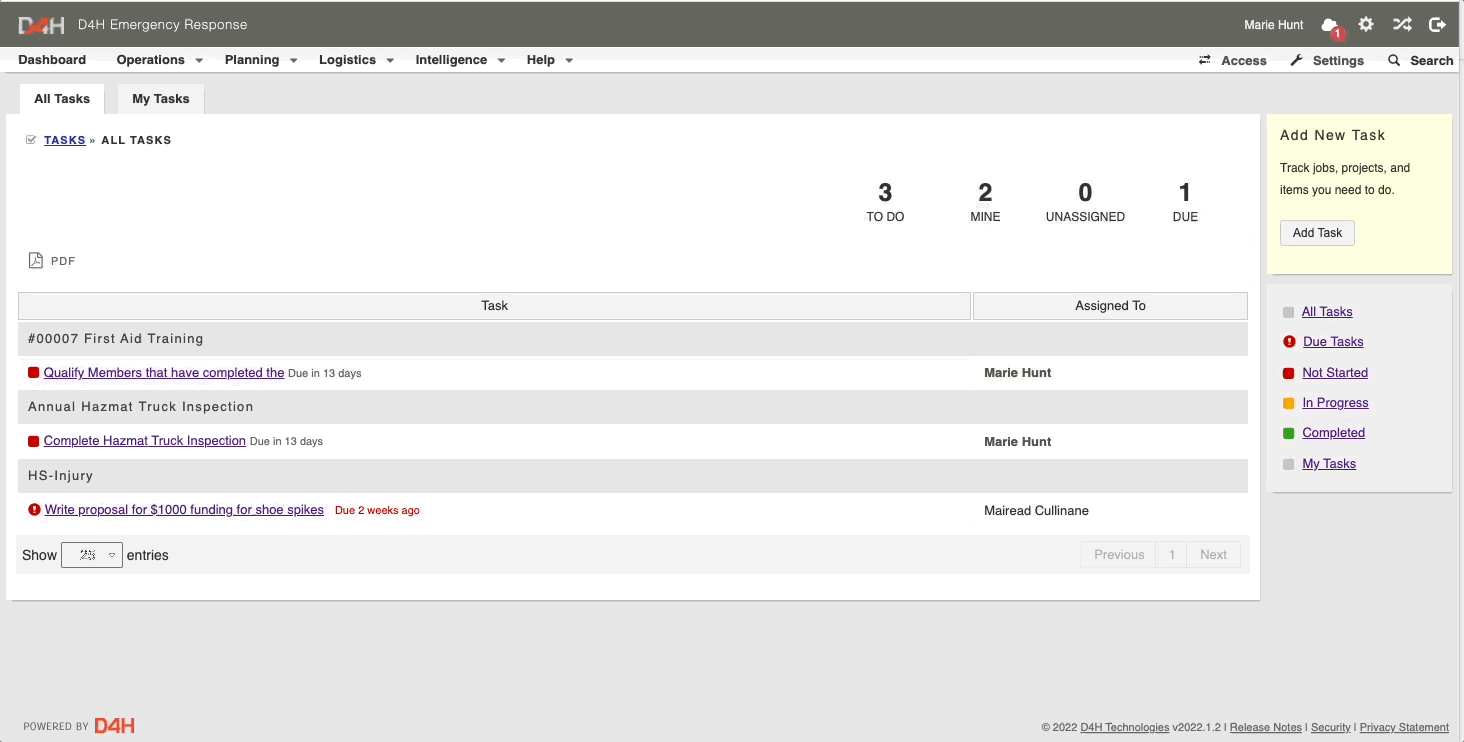 D4H D4H Emergency Response Marie Hunt 1
Dashboard Operations Planning Logistics Intelligence Help Access Settings Search
All Tasks My Tasks
TASKS » ALL TASKS
3 2 0 1
TO DO MINE UNASSIGNED DUE
PDF
Task Assigned To
#00007 First Aid Training
Qualify Members that have completed the Due in 13 days Marie Hunt
Annual Hazmat Truck Inspection
Complete Hazmat Truck Inspection Due in 13 days Marie Hunt
HS-Injury
Write proposal for $1000 funding for shoe spikes Due 2 weeks ago Mairead Cullinane
Show entries Previous 1 Next
Add New Task
Track jobs, projects, and
items you need to do.
Add Task
All Tasks
Due Tasks
Not Started
In Progress
Completed
My Tasks
POWERED BY D4H
© 2022 D4H Technologies v2022.1.2 | Release Notes | Security | Privacy Statement